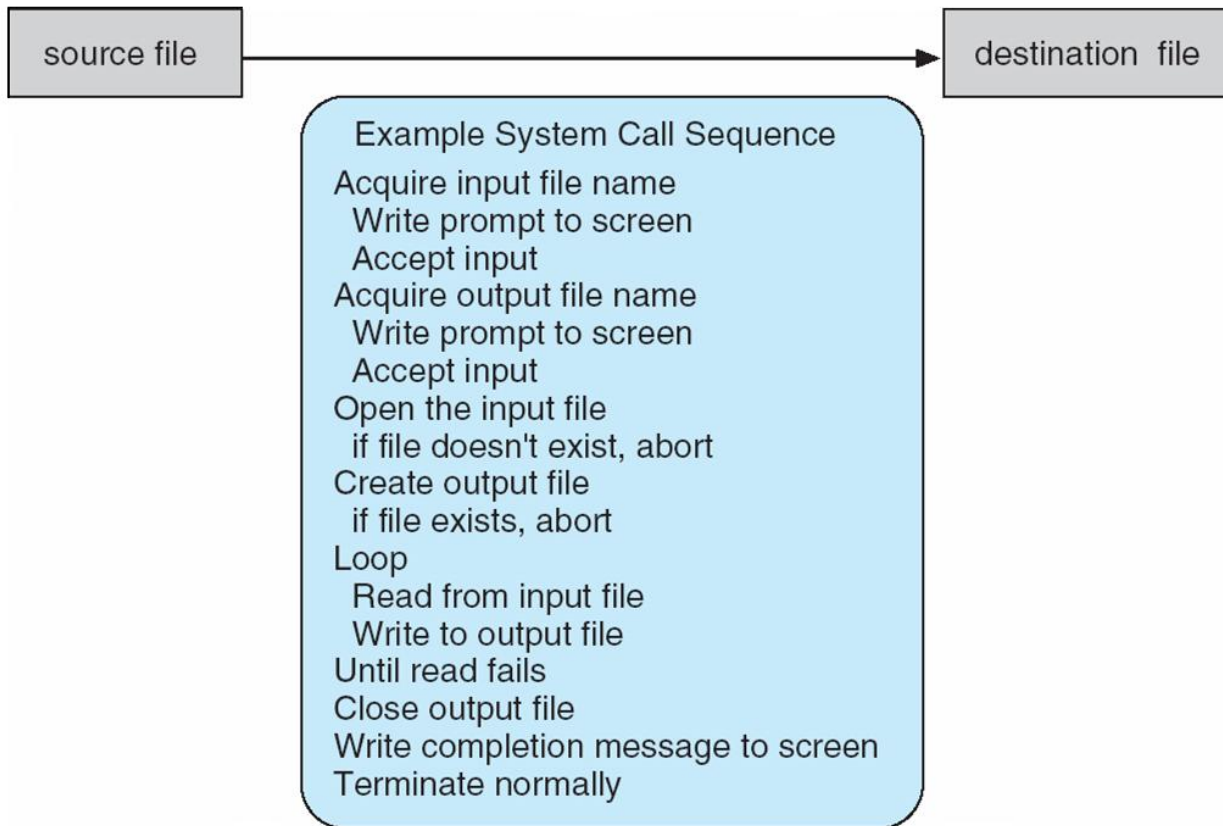 source file
destination file
Example System Call Sequence
Acquire input file name
Write prompt to screen
Accept input
Acquire output file name
Write prompt to screen
Accept input
Open the input file
if file doesn't exist, abort
Create output file
if file exists, abort
Loop
Read from input file
Write to output file
Until read fails
Close output file
Write completion message to screen
Terminate normally